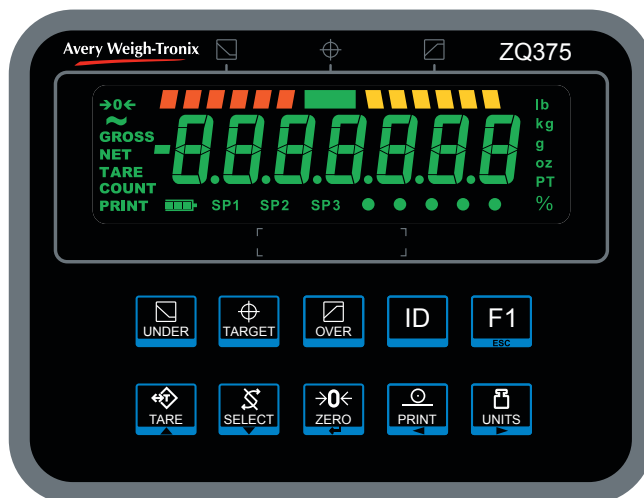 Avery Weigh-Tronix
ZQ375
→0←
~
GROSS
NET
TARE
COUNT
PRINT
-8.8.8.8.8.8.8
SP1 SP2 SP3
lb
kg
g
oz
PT
%
UNDER
TARGET
OVER
ID
F1
ESC
T
TARE
SELECT
→0←
ZERO
PRINT
UNITS